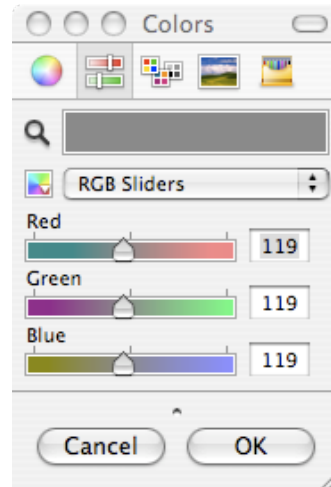 Colors
RGB Sliders
Red
119
Green
119
Blue
119
Cancel OK